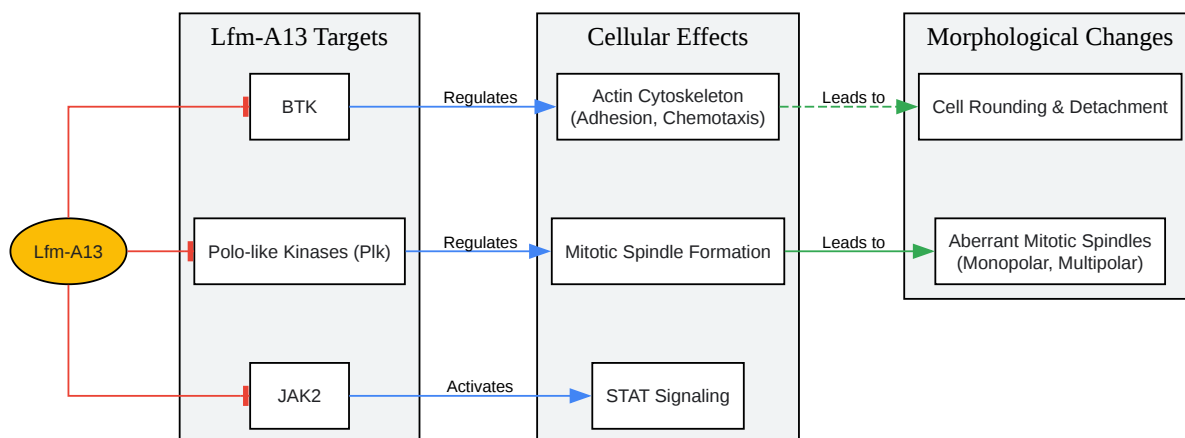 Lfm-A13 Targets
Cellular Effects
Morphological Changes
BTK
Regulates
Actin Cytoskeleton
(Adhesion, Chemotaxis)
Leads to
Cell Rounding & Detachment
Lfm-A13
Polo-like Kinases (Plk)
Regulates
Mitotic Spindle Formation
Leads to
Aberrant Mitotic Spindles
(Monopolar, Multipolar)
JAK2
Activates
STAT Signaling